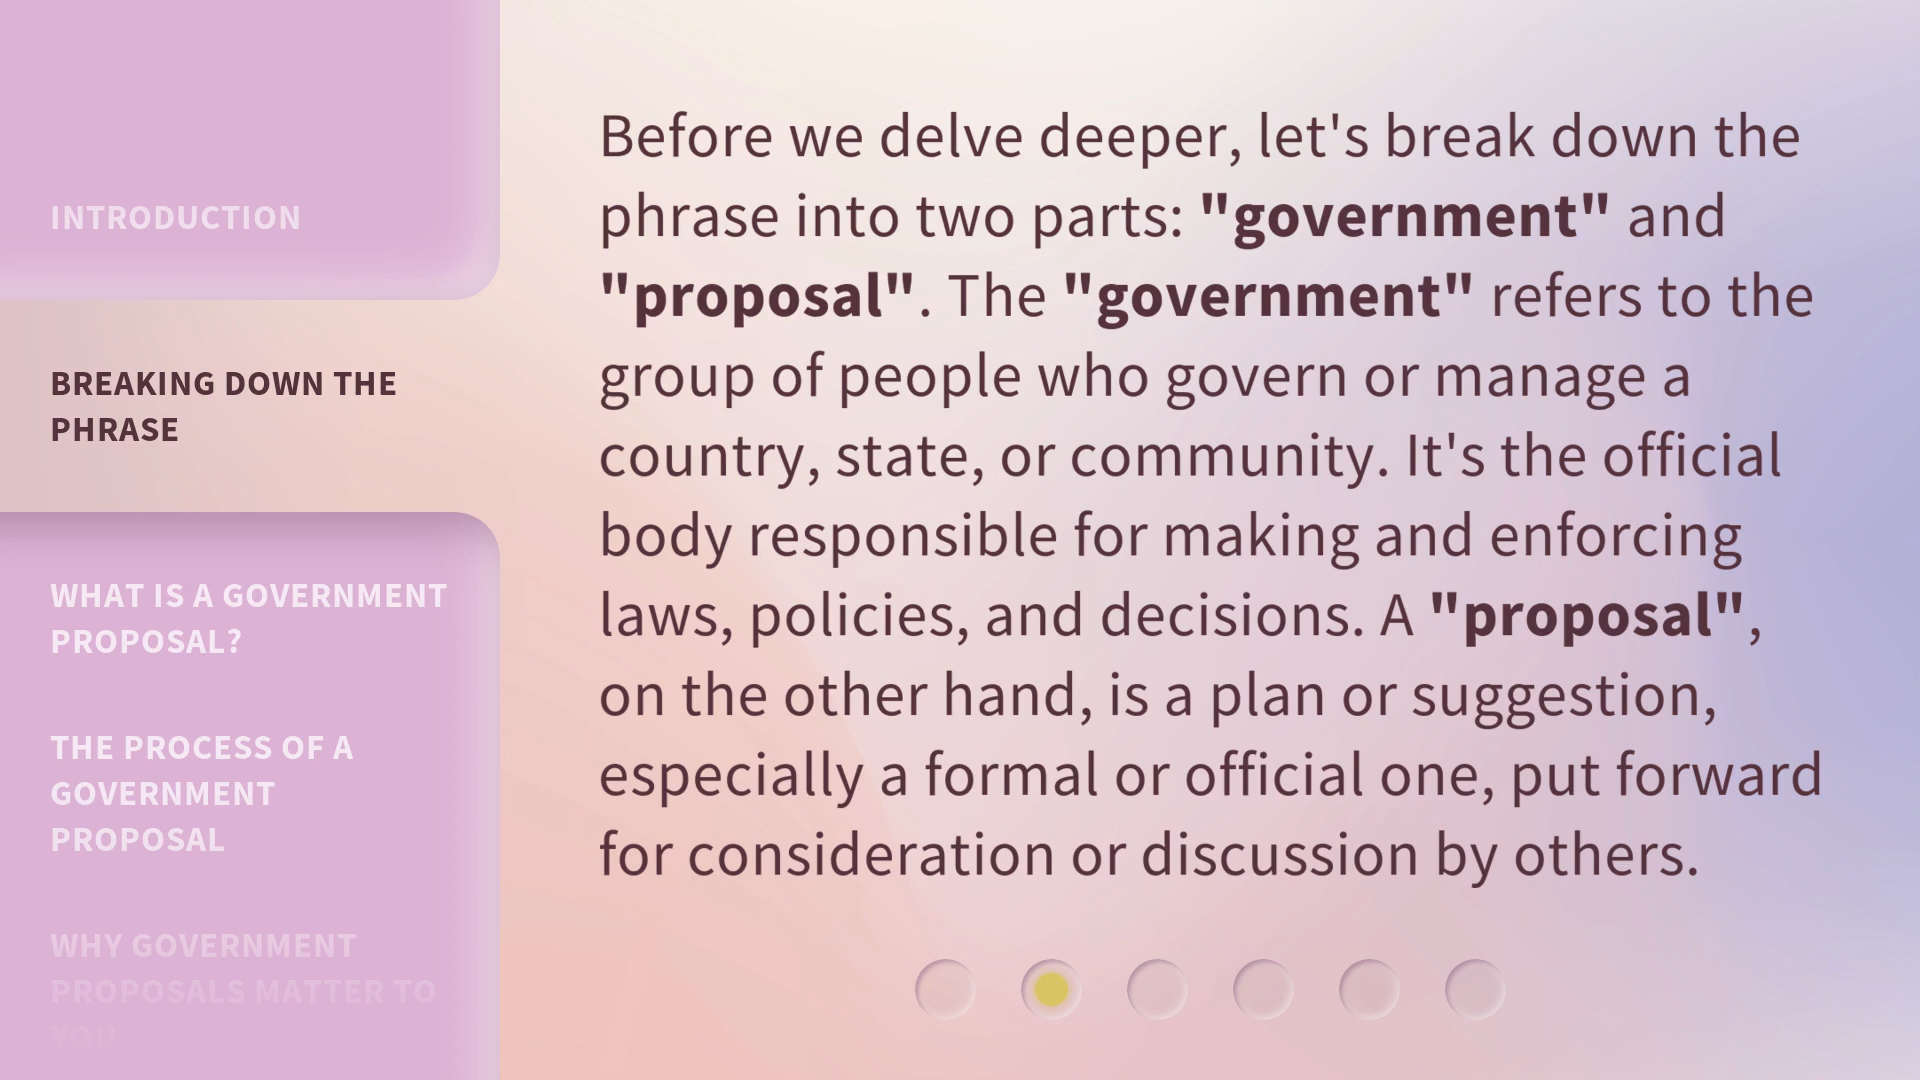 INTRODUCTION
BREAKING DOWN THE
PHRASE
WHAT IS A GOVERNMENT
PROPOSAL?
THE PROCESS OF A
GOVERNMENT
PROPOSAL
WHY GOVERNMENT
PROPOSALS MATTER TO
YOU
Before we delve deeper, let's break down the
phrase into two parts: "government" and
"proposal". The "government" refers to the
group of people who govern or manage a
country, state, or community. It's the official
body responsible for making and enforcing
laws, policies, and decisions. A "proposal",
on the other hand, is a plan or suggestion,
especially a formal or official one, put forward
for consideration or discussion by others.